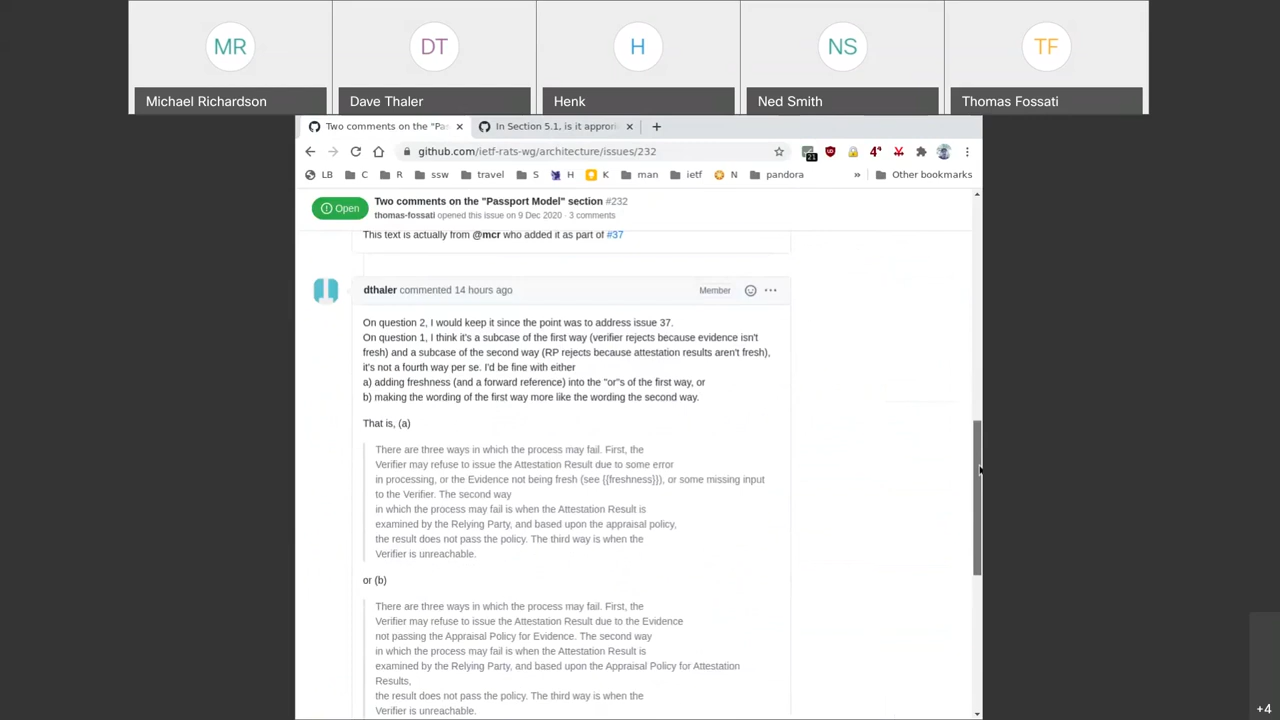 MR DT H NS TF
Michael Richardson Dave Thaler Henk Ned Smith Thomas Fossati
Two comments on the "Pas × In Section 5.1, is it appropri × +
github.com/ietf-rats-wg/architecture/issues/232 21
LB C R ssw travel S H K man ietf N pandora » Other bookmarks
Open Two comments on the "Passport Model" section #232
thomas-fossati opened this issue on 9 Dec 2020 · 3 comments
This text is actually from @mcr who added it as part of #37
dthaler commented 14 hours ago Member ···
On question 2, I would keep it since the point was to address issue 37.
On question 1, I think it's a subcase of the first way (verifier rejects because evidence isn't
fresh) and a subcase of the second way (RP rejects because attestation results aren't fresh),
it's not a fourth way per se. I'd be fine with either
a) adding freshness (and a forward reference) into the "or"s of the first way, or
b) making the wording of the first way more like the wording the second way.
That is, (a)
There are three ways in which the process may fail. First, the
Verifier may refuse to issue the Attestation Result due to some error
in processing, or the Evidence not being fresh (see {{freshness}}), or some missing input
to the Verifier. The second way
in which the process may fail is when the Attestation Result is
examined by the Relying Party, and based upon the appraisal policy,
the result does not pass the policy. The third way is when the
Verifier is unreachable.
or (b)
There are three ways in which the process may fail. First, the
Verifier may refuse to issue the Attestation Result due to the Evidence
not passing the Appraisal Policy for Evidence. The second way
in which the process may fail is when the Attestation Result is
examined by the Relying Party, and based upon the Appraisal Policy for Attestation
Results,
the result does not pass the policy. The third way is when the
Verifier is unreachable.
+4